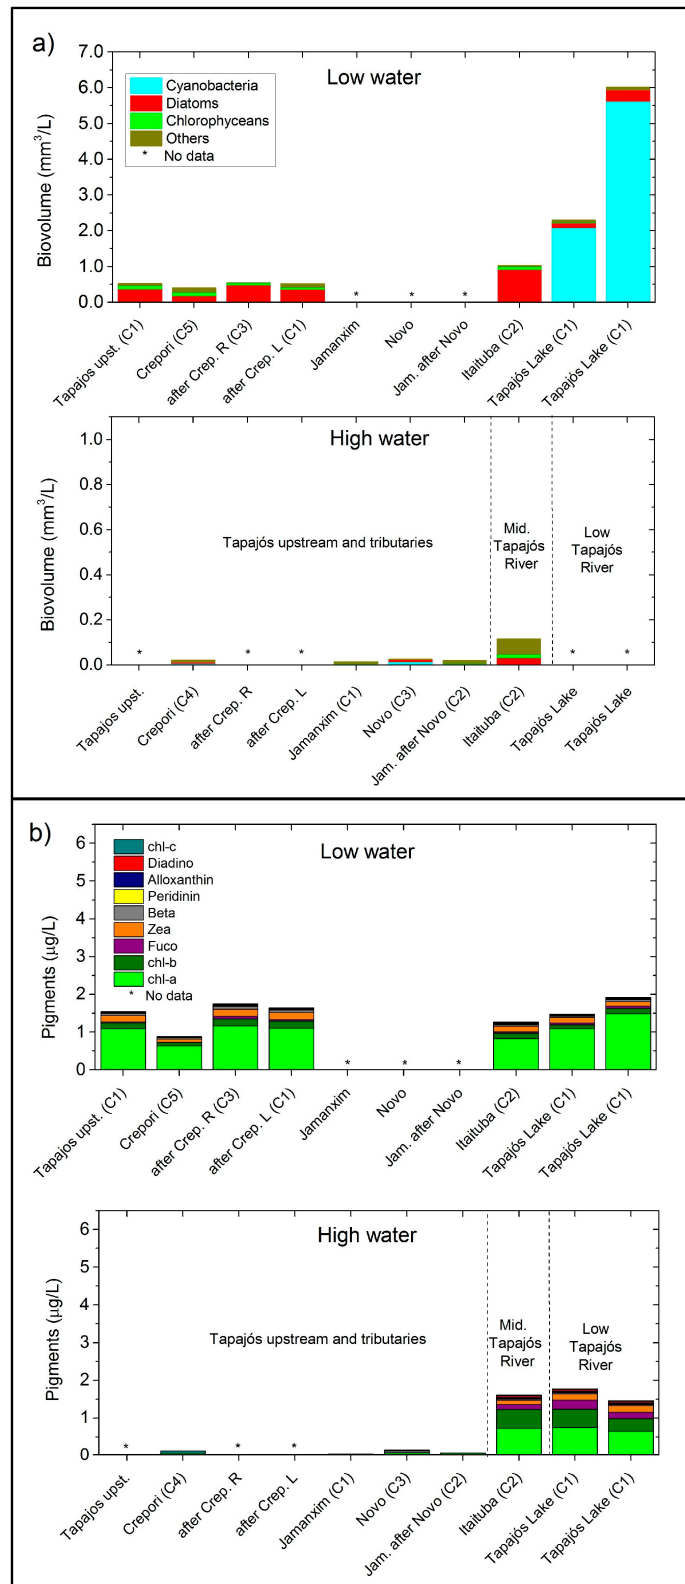 a)
Low water
7.0
6.0
5.0
4.0
3.0
2.0
1.0
0.0
Biovolume (mm³/L)
Cyanobacteria
Diatoms
Chlorophyceans
Others
* No data
* * *
Tapajos upst. (C1)
Crepori (C5)
after Crep. R (C3)
after Crep. L (C1)
Jamanxim
Novo
Jam. after Novo
Itaituba (C2)
Tapajós Lake (C1)
Tapajós Lake (C1)
High water
1.0
0.8
0.6
0.4
0.2
0.0
Biovolume (mm³/L)
Tapajós upstream and tributaries
Mid.
Tapajós
River
Low
Tapajós
River
* * * * *
Tapajos upst.
Crepori (C4)
after Crep. R
after Crep. L
Jamanxim (C1)
Novo (C3)
Jam. after Novo (C2)
Itaituba (C2)
Tapajós Lake
Tapajós Lake
b)
Low water
6
5
4
3
2
1
0
Pigments (µg/L)
chl-c
Diadino
Alloxanthin
Peridinin
Beta
Zea
Fuco
chl-b
chl-a
* No data
* * *
Tapajos upst. (C1)
Crepori (C5)
after Crep. R (C3)
after Crep. L (C1)
Jamanxim
Novo
Jam. after Novo
Itaituba (C2)
Tapajós Lake (C1)
Tapajós Lake (C1)
High water
6
5
4
3
2
1
0
Pigments (µg/L)
Tapajós upstream and tributaries
Mid.
Tapajós
River
Low
Tapajós
River
* * *
Tapajos upst.
Crepori (C4)
after Crep. R
after Crep. L
Jamanxim (C1)
Novo (C3)
Jam. after Novo (C2)
Itaituba (C2)
Tapajós Lake (C1)
Tapajós Lake (C1)